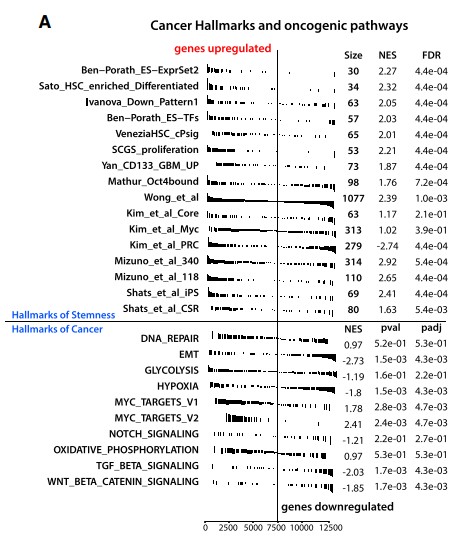 A
Cancer Hallmarks and oncogenic pathways
genes upregulated
Size NES FDR
Ben-Porath_ES-ExprSet2 30 2.27 4.4e-04
Sato_HSC_enriched_Differentiated 34 2.32 4.4e-04
Ivanova_Down_Pattern1 63 2.05 4.4e-04
Ben-Porath_ES-TFs 57 2.03 4.4e-04
VeneziaHSC_cPsig 65 2.01 4.4e-04
SCGS_proliferation 53 2.21 4.4e-04
Yan_CD133_GBM_UP 73 1.87 4.4e-04
Mathur_Oct4bound 98 1.76 7.2e-04
Wong_et_al 1077 2.39 1.0e-03
Kim_et_al_Core 63 1.17 2.1e-01
Kim_et_al_Myc 313 1.02 3.9e-01
Kim_et_al_PRC 279 -2.74 4.4e-04
Mizuno_et_al_340 314 2.92 5.4e-04
Mizuno_et_al_118 110 2.65 4.4e-04
Shats_et_al_iPS 69 2.41 4.4e-04
Shats_et_al_CSR 80 1.63 5.4e-03
Hallmarks of Stemness
Hallmarks of Cancer
NES pval padj
DNA_REPAIR 0.97 5.2e-01 5.3e-01
EMT -2.73 1.5e-03 4.3e-03
GLYCOLYSIS -1.19 1.6e-01 2.2e-01
HYPOXIA -1.8 1.5e-03 4.3e-03
MYC_TARGETS_V1 1.78 2.8e-03 4.7e-03
MYC_TARGETS_V2 2.41 2.4e-03 4.7e-03
NOTCH_SIGNALING -1.21 2.2e-01 2.7e-01
OXIDATIVE_PHOSPHORYLATION 0.97 5.3e-01 5.3e-01
TGF_BETA_SIGNALING -2.03 1.7e-03 4.3e-03
WNT_BETA_CATENIN_SIGNALING -1.85 1.7e-03 4.3e-03
genes downregulated
0 2500 5000 7500 10000 12500